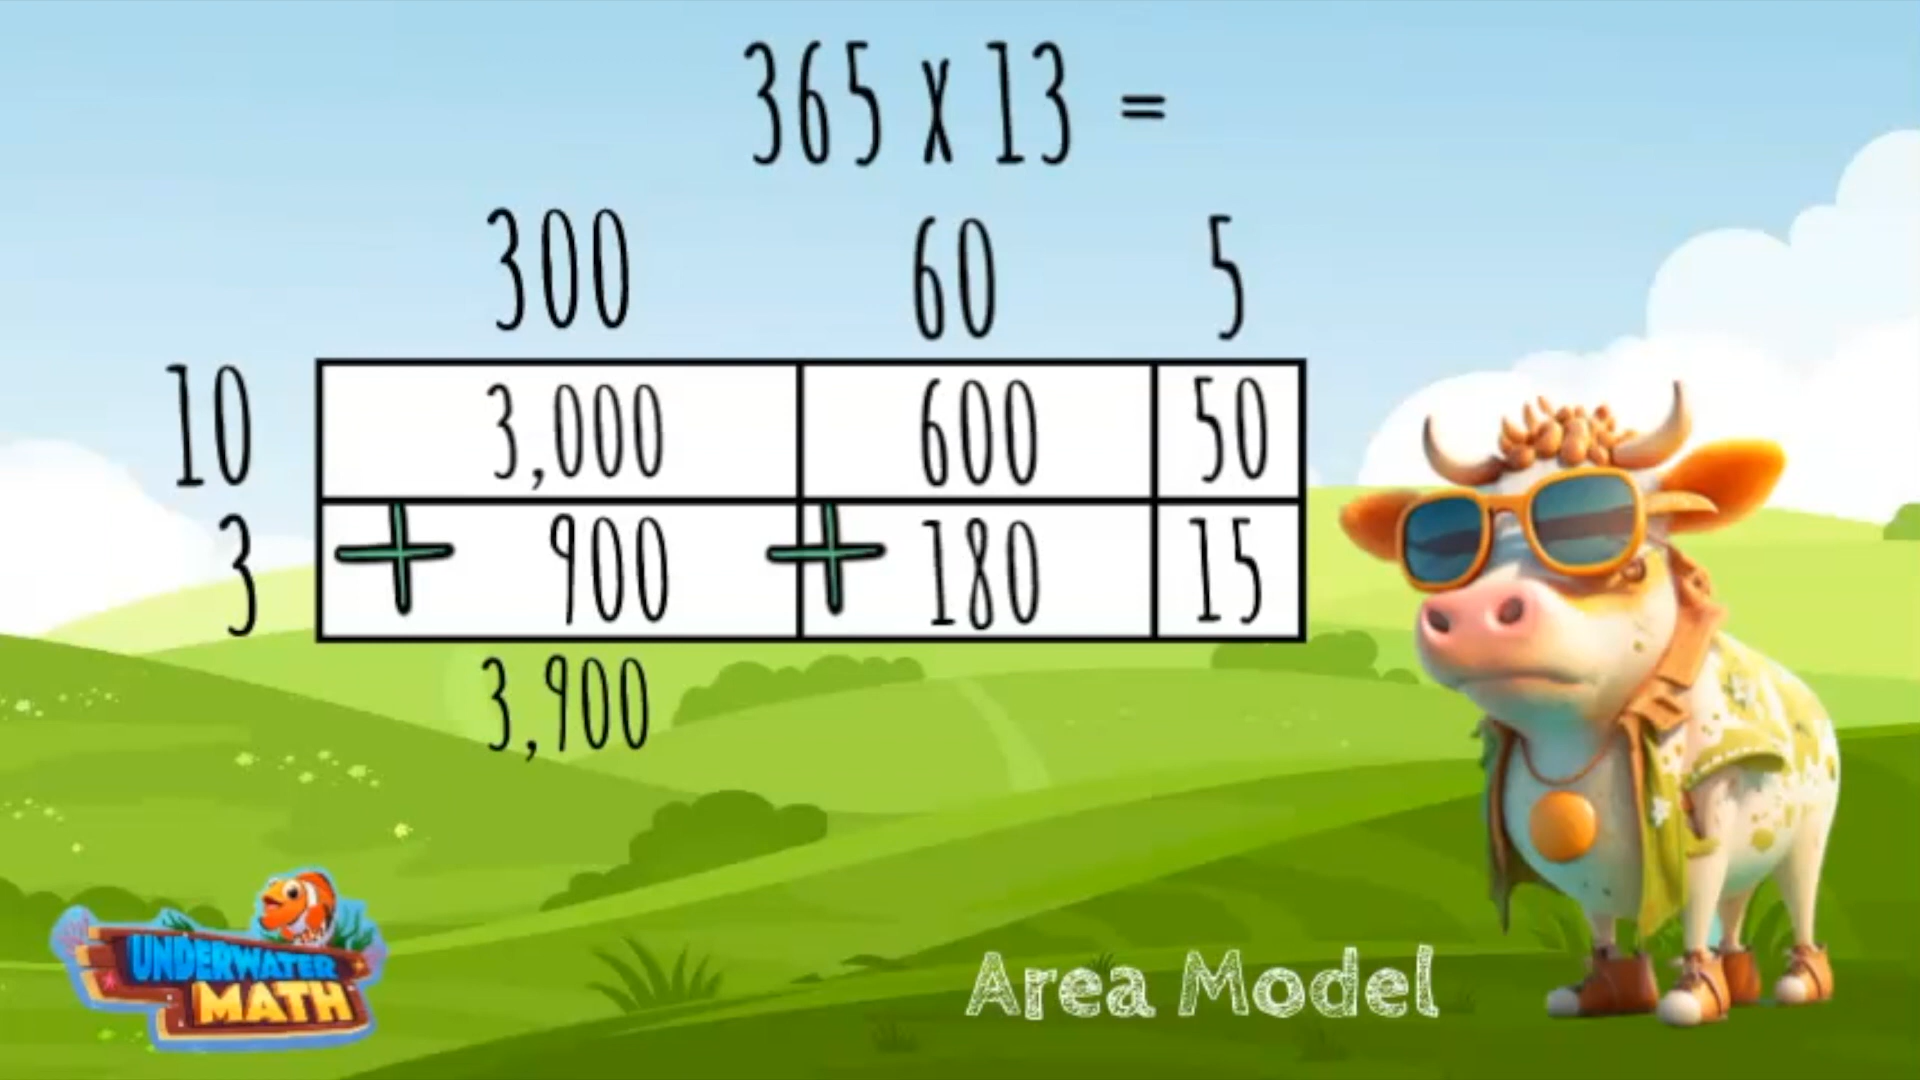 365 x 13 =
300 60 5
10 3,000 600 50
3 + 900 + 180 15
3,900
UNDERWATER
MATH
Area Model